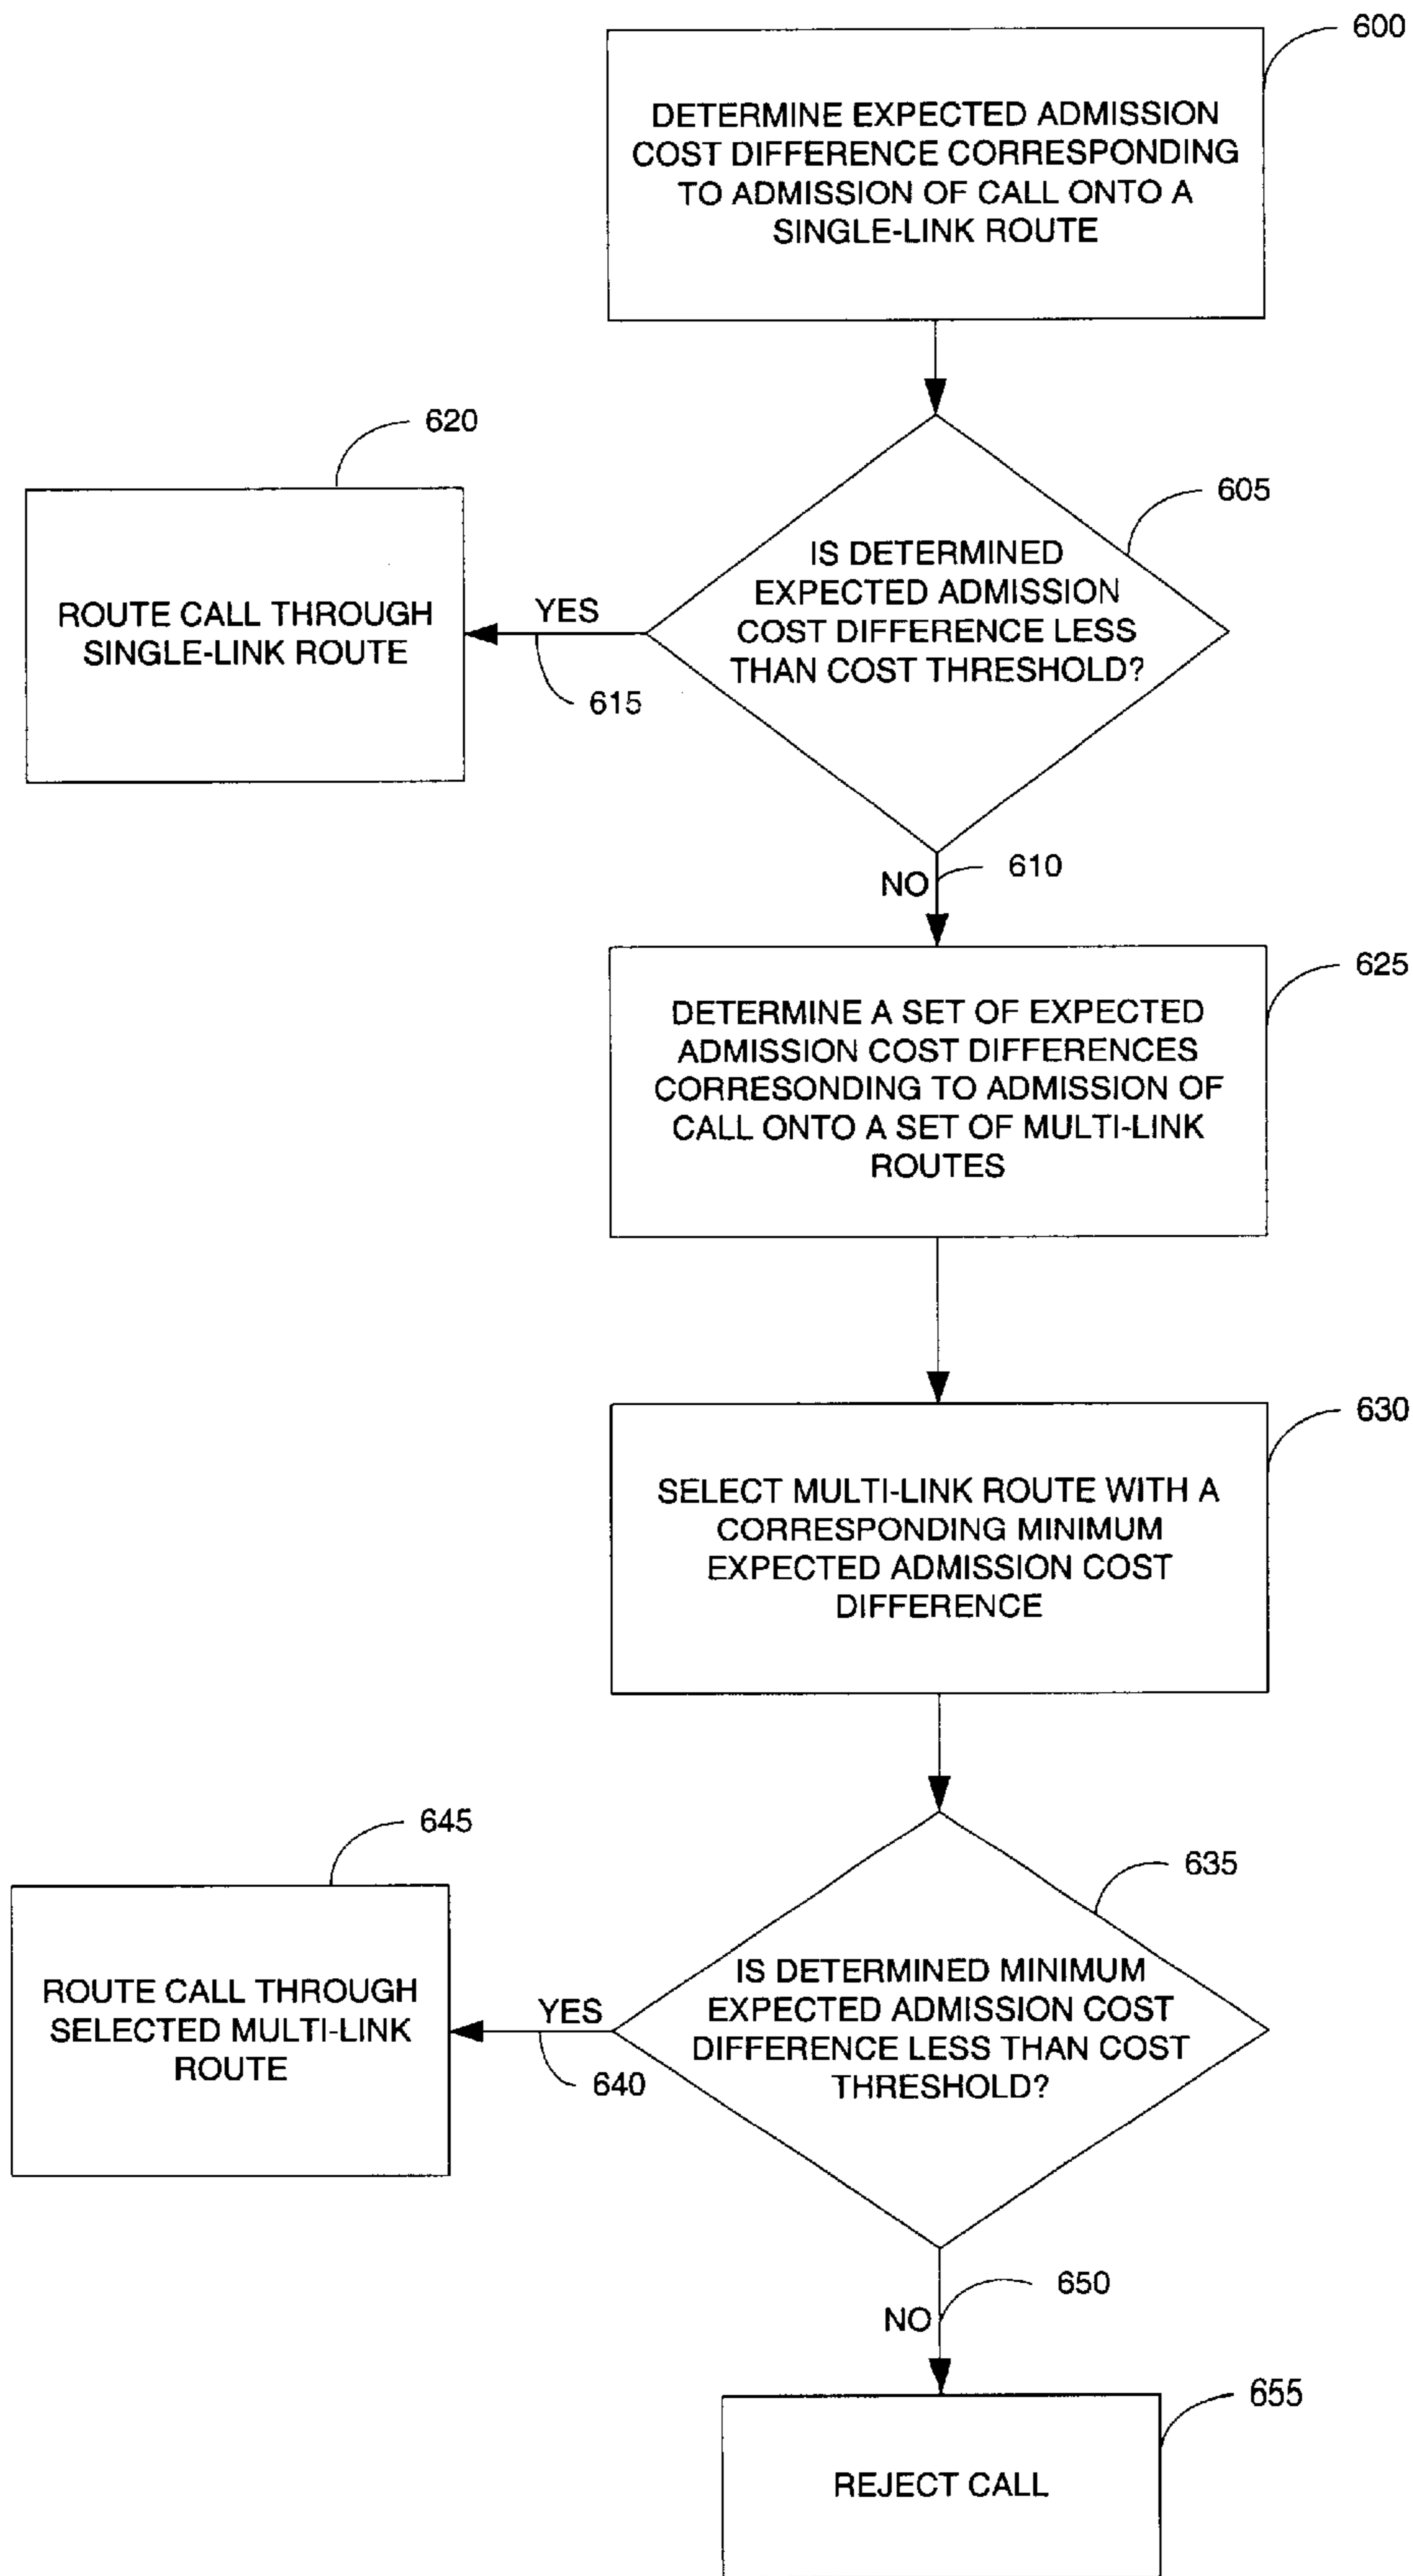 600
DETERMINE EXPECTED ADMISSION
COST DIFFERENCE CORRESPONDING
TO ADMISSION OF CALL ONTO A
SINGLE-LINK ROUTE
620
605
IS DETERMINED
EXPECTED ADMISSION
COST DIFFERENCE LESS
THAN COST THRESHOLD?
YES
615
ROUTE CALL THROUGH
SINGLE-LINK ROUTE
NO
610
625
DETERMINE A SET OF EXPECTED
ADMISSION COST DIFFERENCES
CORRESONDING TO ADMISSION OF
CALL ONTO A SET OF MULTI-LINK
ROUTES
630
SELECT MULTI-LINK ROUTE WITH A
CORRESPONDING MINIMUM
EXPECTED ADMISSION COST
DIFFERENCE
645
635
IS DETERMINED MINIMUM
EXPECTED ADMISSION COST
DIFFERENCE LESS THAN COST
THRESHOLD?
YES
640
ROUTE CALL THROUGH
SELECTED MULTI-LINK
ROUTE
650
NO
655
REJECT CALL